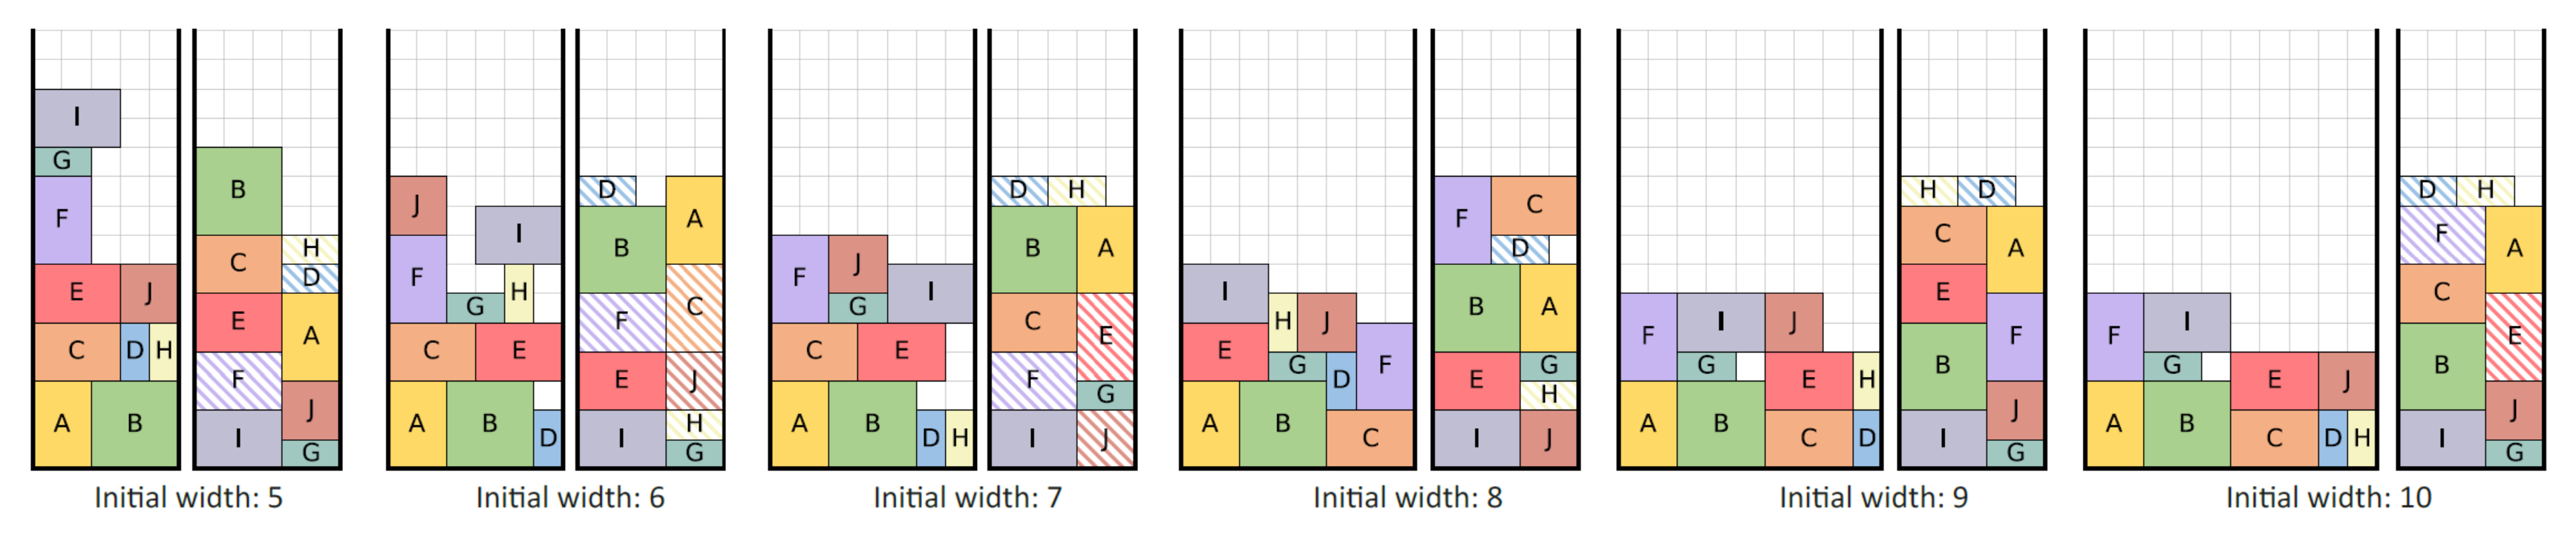 I
G
F
E J
C D H
A B
B
H
C
D
E A
F
J
I
G
J
I
F
H
G
C E
A B D
D
A
B
C
F
E J
H
I
G
J
F I
G
C E
A B D H
D H
B A
C E
F
G
I J
I
H J
E F
G D
A B C
F C
D
B A
G
E
H
I J
F I J
G
E H
A B
C D
H D
C A
E
F
B
J
I
G
F I
G
E J
A B
C D H
D H
F A
C
E
B
J
I
G
Initial width: 5
Initial width: 6
Initial width: 7
Initial width: 8
Initial width: 9
Initial width: 10